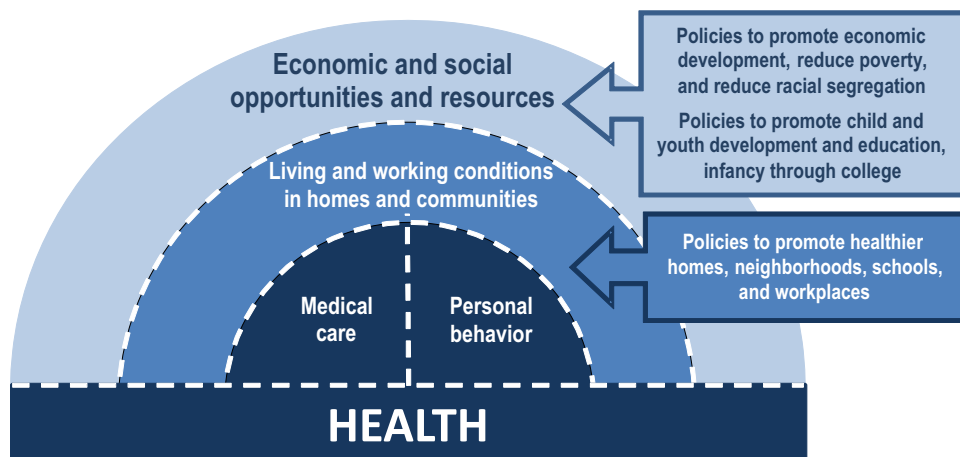 Economic and social
opportunities and resources
Living and working conditions
in homes and communities
Medical
care
Personal
behavior
HEALTH
Policies to promote economic
development, reduce poverty,
and reduce racial segregation
Policies to promote child and
youth development and education,
infancy through college
Policies to promote healthier
homes, neighborhoods, schools,
and workplaces